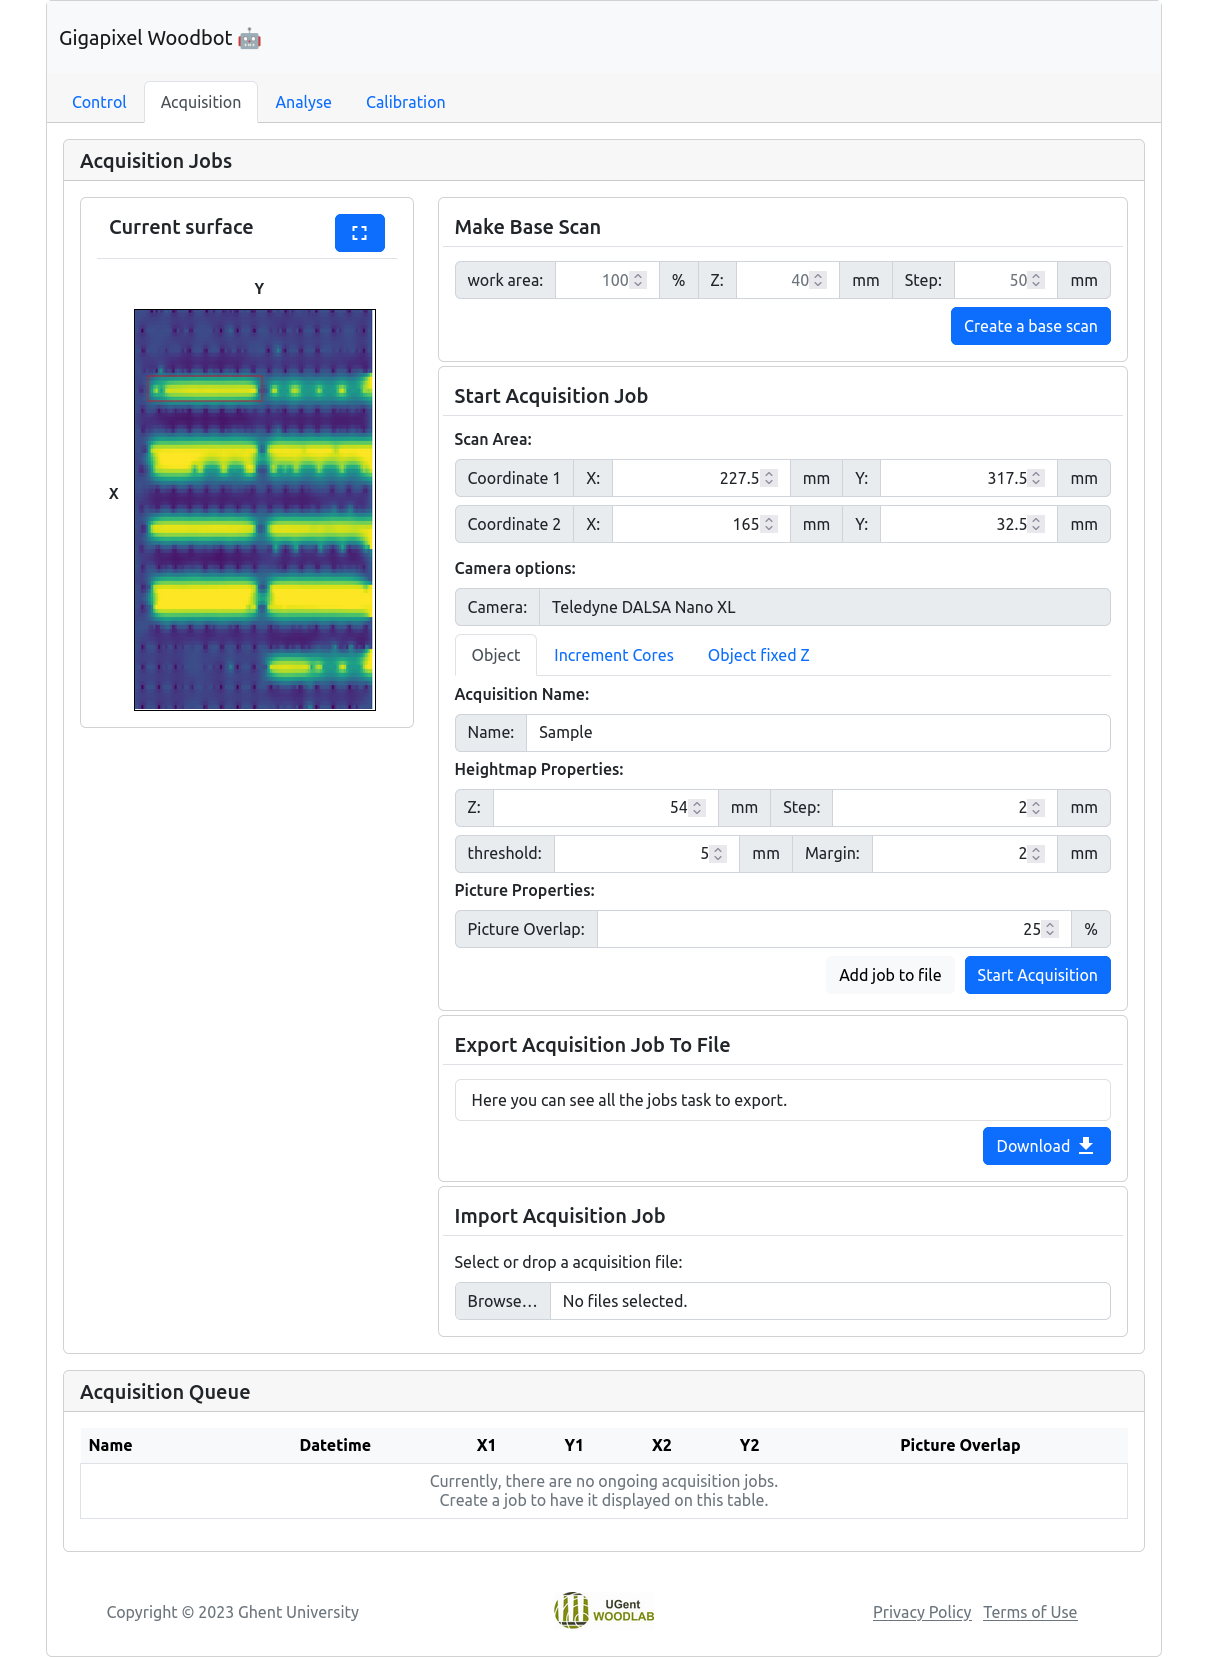 Gigapixel Woodbot 🤖
Control Acquisition Analyse Calibration
Acquisition Jobs
Current surface
Y
X
Make Base Scan
work area: 100 % Z: 40 mm Step: 50 mm
Create a base scan
Start Acquisition Job
Scan Area:
Coordinate 1 X: 227.5 mm Y: 317.5 mm
Coordinate 2 X: 165 mm Y: 32.5 mm
Camera options:
Camera: Teledyne DALSA Nano XL
Object Increment Cores Object fixed Z
Acquisition Name:
Name: Sample
Heightmap Properties:
Z: 54 mm Step: 2 mm
threshold: 5 mm Margin: 2 mm
Picture Properties:
Picture Overlap: 25 %
Add job to file Start Acquisition
Export Acquisition Job To File
Here you can see all the jobs task to export.
Download
Import Acquisition Job
Select or drop a acquisition file:
Browse… No files selected.
Acquisition Queue
Name Datetime X1 Y1 X2 Y2 Picture Overlap
Currently, there are no ongoing acquisition jobs.
Create a job to have it displayed on this table.
Copyright © 2023 Ghent University
UGent
WOODLAB
Privacy Policy Terms of Use